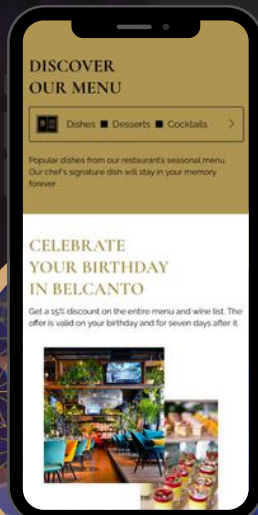 DISCOVER
OUR MENU
Dishes ■ Desserts ■ Cocktails
Popular dishes from our restaurant's seasonal menu.
Our chef's signature dish will stay in your memory
forever
CELEBRATE
YOUR BIRTHDAY
IN BELCANTO
Get a 15% discount on the entire menu and wine list. The
offer is valid on your birthday and for seven days after it.